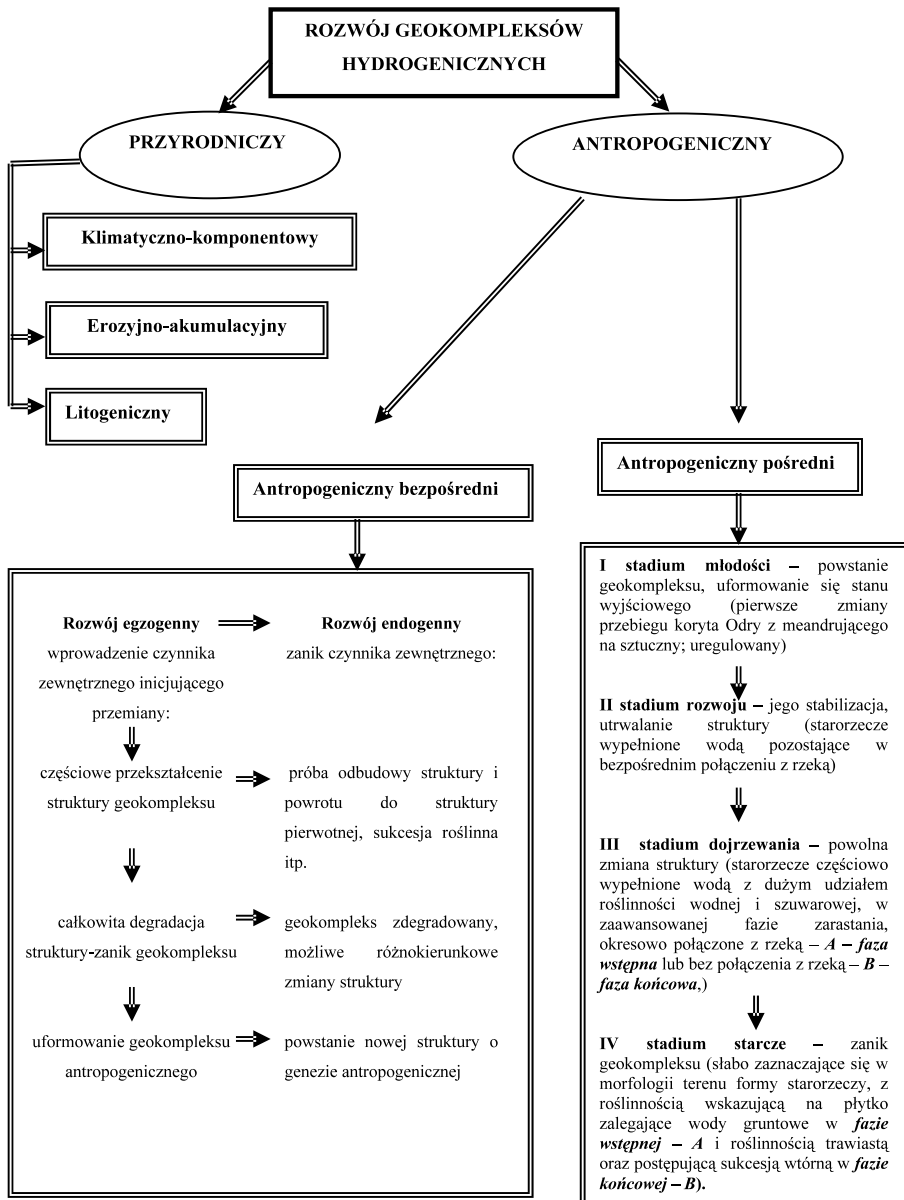 ROZWÓJ GEOKOMPLEKSÓW
HYDROGENICZNYCH
PRZYRODNICZY
ANTROPOGENICZNY
Klimatyczno-komponentowy
Erozyjno-akumulacyjny
Litogeniczny
Antropogeniczny bezpośredni
Antropogeniczny pośredni
Rozwój egzogenny
wprowadzenie czynnika
zewnętrznego inicjującego
przemiany:
Rozwój endogenny
zanik czynnika zewnętrznego:
częściowe przekształcenie
struktury geokompleksu
próba odbudowy struktury i
powrotu do struktury
pierwotnej, sukcesja roślinna
itp.
całkowita degradacja
struktury-zanik geokompleksu
geokompleks zdegradowany,
możliwe różnokierunkowe
zmiany struktury
uformowanie geokompleksu
antropogenicznego
powstanie nowej struktury o
genezie antropogenicznej
I stadium młodości – powstanie
geokompleksu, uformowanie się stanu
wyjściowego (pierwsze zmiany
przebiegu koryta Odry z meandrującego
na sztuczny; uregulowany)
II stadium rozwoju – jego stabilizacja,
utrwalanie struktury (starorzecze
wypełnione wodą pozostające w
bezpośrednim połączeniu z rzeką)
III stadium dojrzewania – powolna
zmiana struktury (starorzecze częściowo
wypełnione wodą z dużym udziałem
roślinności wodnej i szuwarowej, w
zaawansowanej fazie zarastania,
okresowo połączone z rzeką – A – faza
wstępna lub bez połączenia z rzeką – B –
faza końcowa,)
IV stadium starcze – zanik
geokompleksu (słabo zaznaczające się w
morfologii terenu formy starorzeczy, z
roślinnością wskazującą na płytko
zalegające wody gruntowe w fazie
wstępnej – A i roślinnością trawiastą
oraz postępującą sukcesją wtórną w fazie
końcowej – B).